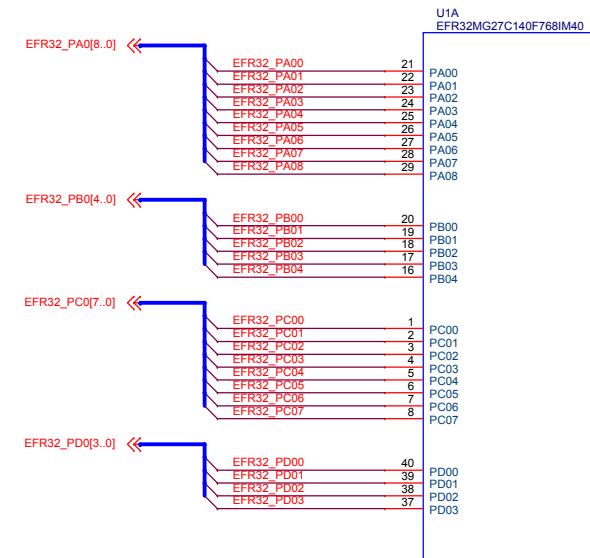 U1A
EFR32MG27C140F768IM40
EFR32_PA0[8..0]
EFR32_PA00 21 PA00
EFR32_PA01 22 PA01
EFR32_PA02 23 PA02
EFR32_PA03 24 PA03
EFR32_PA04 25 PA04
EFR32_PA05 26 PA05
EFR32_PA06 27 PA06
EFR32_PA07 28 PA07
EFR32_PA08 29 PA08
EFR32_PB0[4..0]
EFR32_PB00 20 PB00
EFR32_PB01 19 PB01
EFR32_PB02 18 PB02
EFR32_PB03 17 PB03
EFR32_PB04 16 PB04
EFR32_PC0[7..0]
EFR32_PC00 1 PC00
EFR32_PC01 2 PC01
EFR32_PC02 3 PC02
EFR32_PC03 4 PC03
EFR32_PC04 5 PC04
EFR32_PC05 6 PC05
EFR32_PC06 7 PC06
EFR32_PC07 8 PC07
EFR32_PD0[3..0]
EFR32_PD00 40 PD00
EFR32_PD01 39 PD01
EFR32_PD02 38 PD02
EFR32_PD03 37 PD03